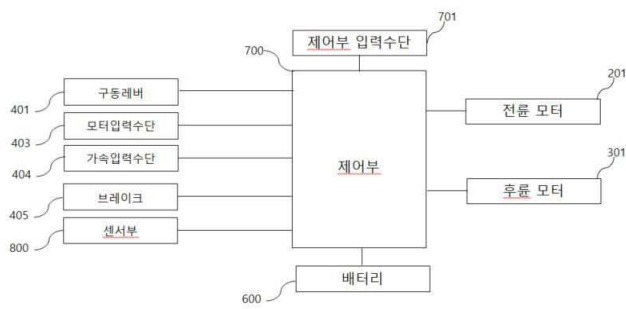 701
제어부 입력수단
700
201
구동레버
401
전륜 모터
모터입력수단
403
301
가속입력수단
404
제어부
후륜 모터
브레이크
405
센서부
800
배터리
600